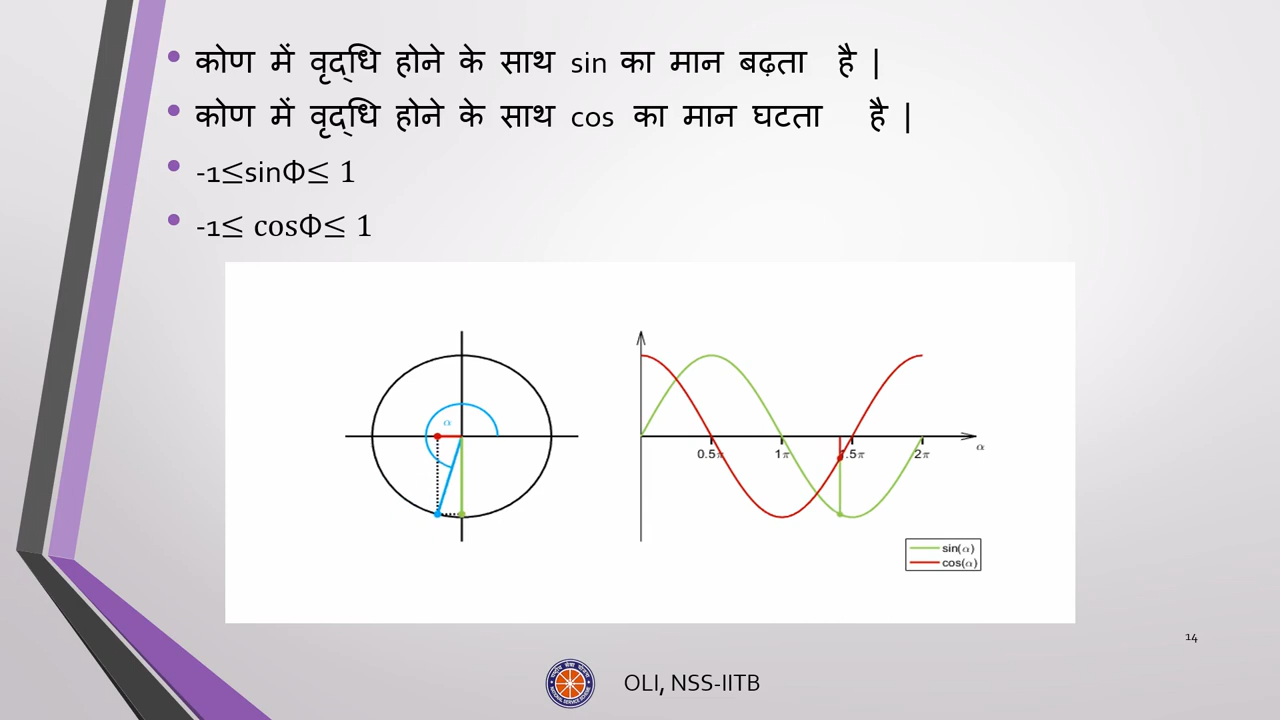 कोण में वृद्धि होने के साथ sin का मान बढ़ता है |
कोण में वृद्धि होने के साथ cos का मान घटता है |
-1≤sinΦ≤ 1
-1≤ cosΦ≤ 1
α
0.5π 1π .5π 2π
α
sin(α)
cos(α)
14
OLI, NSS-IITB